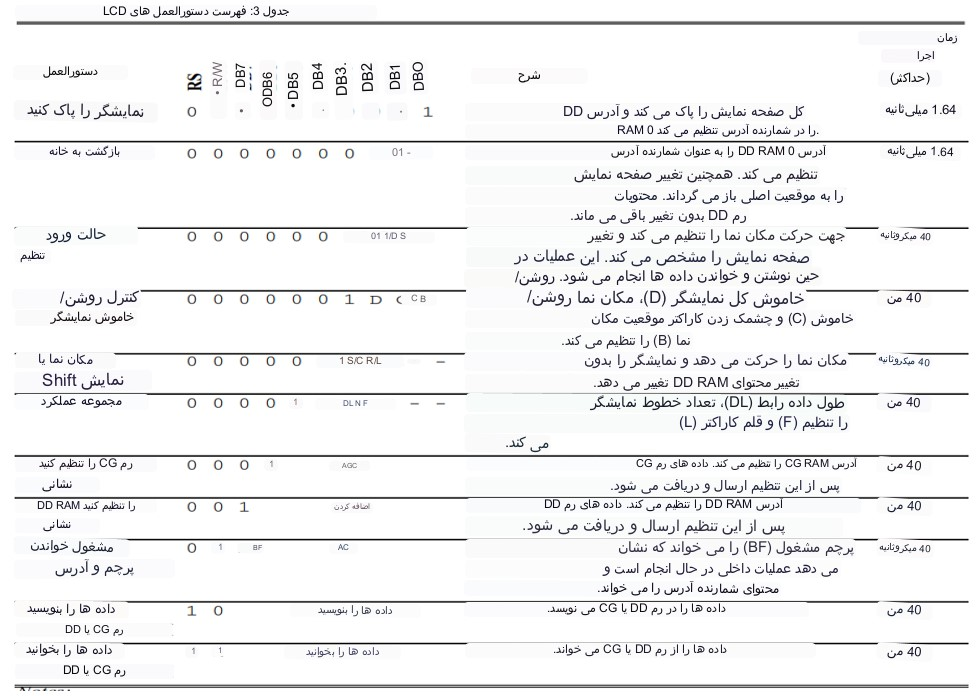 جدول 3: فهرست دستورالعمل های LCD
زمان
اجرا
(حداکثر)
دستورالعمل RS R/W DB7 ODB6 DB5 DB4 DB3. DB2 DB1 DBO شرح
نمایشگر را پاک کنید 0 1 کل صفحه نمایش را پاک می کند و آدرس DD 1.64 میلی‌ثانیه
RAM 0 را در شمارنده آدرس تنظیم می کند.
بازگشت به خانه 0 0 0 0 0 0 0 01 - آدرس DD RAM 0 را به عنوان شمارنده آدرس 1.64 میلی‌ثانیه
تنظیم می کند. همچنین تغییر صفحه نمایش
را به موقعیت اصلی باز می گرداند. محتویات
رم DD بدون تغییر باقی می ماند.
حالت ورود 0 0 0 0 0 0 01 1/D S جهت حرکت مکان نما را تنظیم می کند و تغییر 40 میکروثانیه
تنظیم صفحه نمایش را مشخص می کند. این عملیات در
حین نوشتن و خواندن داده ها انجام می شود. روشن/
کنترل روشن/ 0 0 0 0 0 0 1 D C C B خاموش کل نمایشگر (D)، مکان نما روشن/ 40 من
خاموش نمایشگر خاموش (C) و چشمک زدن کاراکتر موقعیت مکان
نما (B) را تنظیم می کند.
مکان نما یا 0 0 0 0 0 1 S/C R/L – مکان نما را حرکت می دهد و نمایشگر را بدون 40 میکروثانیه
نمایش Shift تغییر محتوای DD RAM تغییر می دهد.
مجموعه عملکرد 0 0 0 0 1 DL N F – – طول داده رابط (DL)، تعداد خطوط نمایشگر 40 من
(L) را تنظیم (F) و قلم کاراکتر
می کند.
رم CG را تنظیم کنید 0 0 0 1 AGC آدرس CG RAM را تنظیم می کند. داده های رم CG 40 من
نشانی پس از این تنظیم ارسال و دریافت می شود.
DD RAM را تنظیم کنید 0 0 1 اضافه کردن آدرس DD RAM را تنظیم می کند. داده های رم DD 40 من
نشانی پس از این تنظیم ارسال و دریافت می شود.
مشغول خواندن 0 1 BF AC پرچم مشغول (BF) را می خواند که نشان 40 میکروثانیه
پرچم و آدرس می دهد عملیات داخلی در حال انجام است و
محتوای شمارنده آدرس را می خواند.
داده ها را بنویسید 1 0 داده ها را بنویسید داده ها را در رم DD یا CG می نویسد. 40 من
رم CG یا DD
داده ها را بخوانید 1 1 داده ها را بخوانید داده ها را از رم DD یا CG می خواند. 40 من
رم CG یا DD